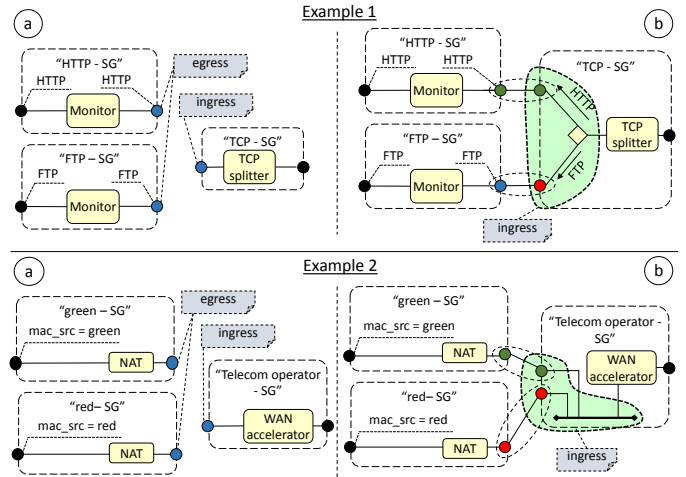 Example 1
a
"HTTP - SG"
HTTP
HTTP
Monitor
"FTP – SG"
FTP
FTP
Monitor
egress
ingress
"TCP - SG"
TCP
splitter
b
"HTTP - SG"
HTTP
HTTP
Monitor
"FTP – SG"
FTP
FTP
Monitor
"TCP - SG"
HTTP
FTP
TCP
splitter
ingress
Example 2
a
"green – SG"
mac_src = green
NAT
"red– SG"
mac_src = red
NAT
egress
ingress
"Telecom operator
- SG"
WAN
accelerator
b
"green – SG"
mac_src = green
NAT
"red– SG"
mac_src = red
NAT
"Telecom operator -
SG"
WAN
accelerator
ingress